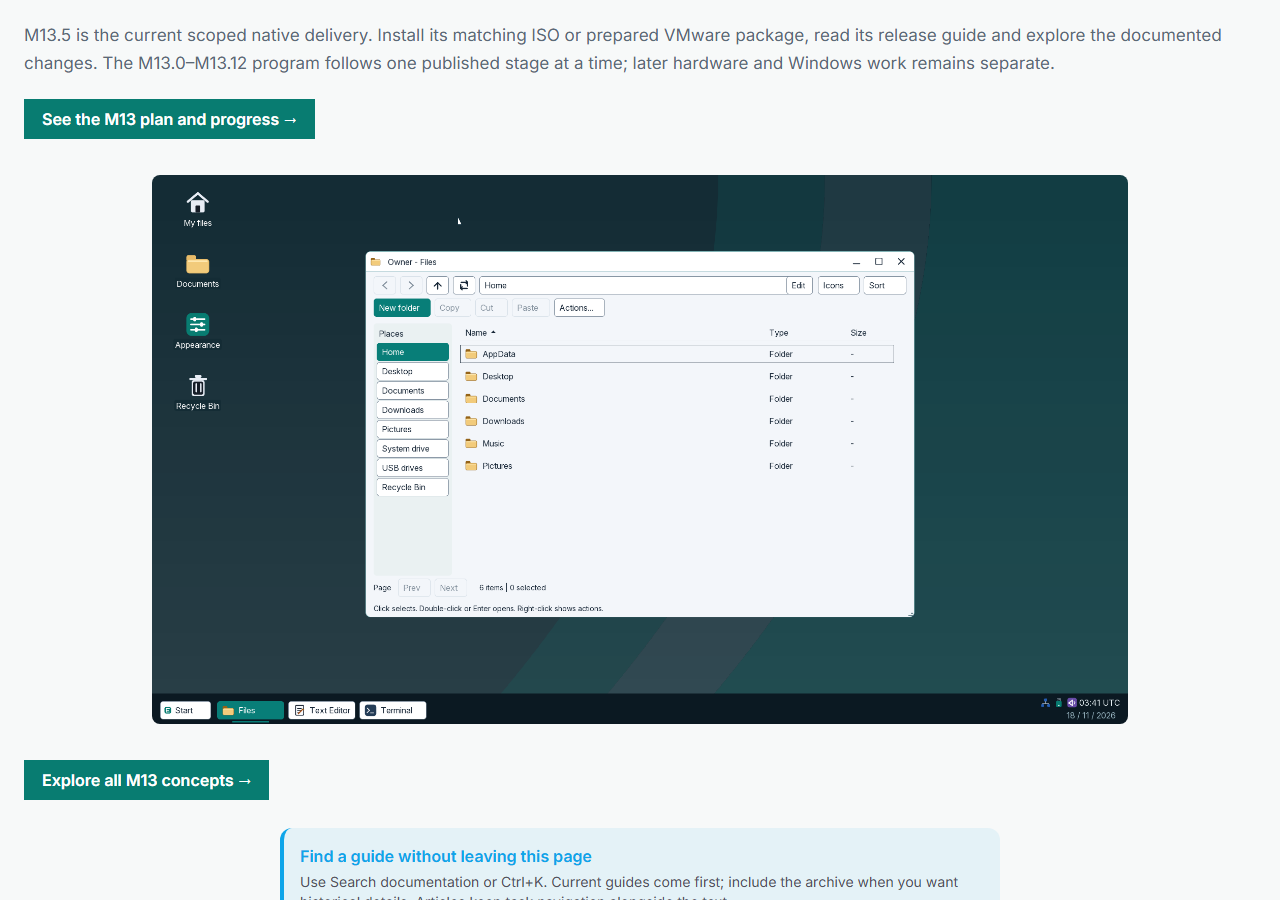 M13.5 is the current scoped native delivery. Install its matching ISO or prepared VMware package, read its release guide and explore the documented
changes. The M13.0–M13.12 program follows one published stage at a time; later hardware and Windows work remains separate.
See the M13 plan and progress →
My files
Documents
Appearance
Recycle Bin
Owner - Files
Home Edit Icons Sort
New folder Copy Cut Paste Actions...
Places
Home
Desktop
Documents
Downloads
Pictures
System drive
USB drives
Recycle Bin
Name Type Size
AppData Folder -
Desktop Folder -
Documents Folder -
Downloads Folder -
Music Folder -
Pictures Folder -
Page Prev Next 6 items | 0 selected
Click selects. Double-click or Enter opens. Right-click shows actions.
Start Files Text Editor Terminal
03:41 UTC
18 / 11 / 2026
Explore all M13 concepts →
Find a guide without leaving this page
Use Search documentation or Ctrl+K. Current guides come first; include the archive when you want